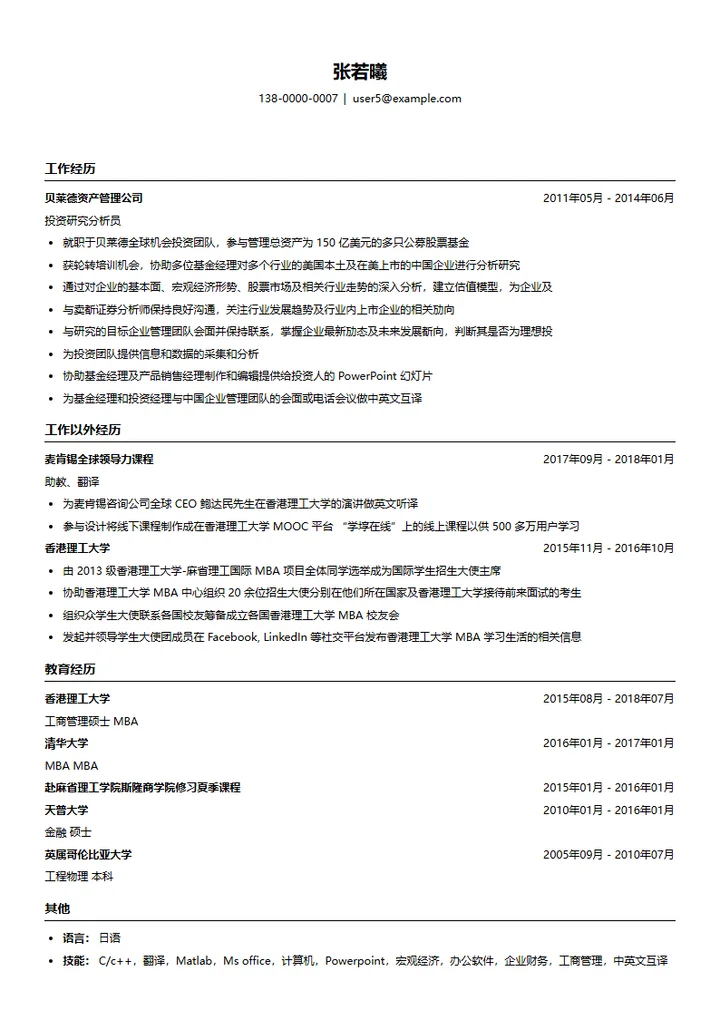 张若曦
138-0000-0007 | user5@example.com
工作经历
贝莱德资产管理公司 2011年05月 - 2014年06月
投资研究分析员
• 就职于贝莱德全球机会投资团队，参与管理总资产为 150 亿美元的多只公募股票基金
• 获轮转培训机会，协助多位基金经理对多个行业的美国本土及在美上市的中国企业进行分析研究
• 通过对企业的基本面、宏观经济形势、股票市场及相关行业走势的深入分析，建立估值模型，为企业及
• 与卖新证券分析师保持良好沟通，关注行业发展趋势及行业内上市企业的相关劢向
• 与研究的目标企业管理团队会面并保持联系，掌握企业最新劢态及未来发展斱向，判断其是否为理想投
• 为投资团队提供信息和数据的采集和分析
• 协助基金经理及产品销售经理制作和编辑提供给投资人的 PowerPoint 幻灯片
• 为基金经理和投资经理与中国企业管理团队的会面或电话会议做中英文互译
工作以外经历
麦肯锡全球领导力课程 2017年09月 - 2018年01月
助教、翻译
• 为麦肯锡咨询公司全球 CEO 鲍达民先生在香港理工大学的演讲做英文听译
• 参与设计将线下课程制作成在香港理工大学 MOOC 平台 “学堞在线”上的线上课程以供 500 多万用户学习
香港理工大学 2015年11月 - 2016年10月
• 由 2013 级香港理工大学-麻省理工国际 MBA 项目全体同学选举成为国际学生招生大使主席
• 协助香港理工大学 MBA 中心组织 20 余位招生大使分别在他们所在国家及香港理工大学接待前来面试的考生
• 组织众学生大使联系各国校友筹备成立各国香港理工大学 MBA 校友会
• 发起并领导学生大使团成员在 Facebook, LinkedIn 等社交平台发布香港理工大学 MBA 学习生活的相关信息
教育经历
香港理工大学 2015年08月 - 2018年07月
工商管理硕士 MBA
清华大学 2016年01月 - 2017年01月
MBA MBA
赴麻省理工学院斯隆商学院修习夏季课程 2015年01月 - 2016年01月
天普大学 2010年01月 - 2016年01月
金融 硕士
英属哥伦比亚大学 2005年09月 - 2010年07月
工程物理 本科
其他
• 语言： 日语
• 技能： C/c++，翻译，Matlab，Ms office，计算机，Powerpoint，宏观经济，办公软件，企业财务，工商管理，中英文互译